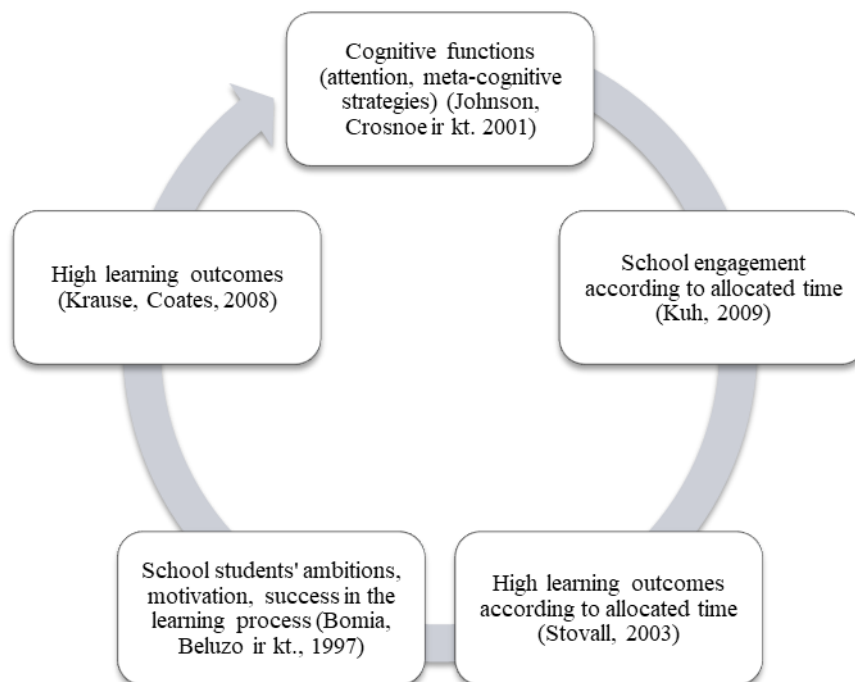 Cognitive functions
(attention, meta-cognitive
strategies) (Johnson,
Crosnoe ir kt. 2001)
School engagement
according to allocated time
(Kuh, 2009)
High learning outcomes
according to allocated time
(Stovall, 2003)
School students' ambitions,
motivation, success in the
learning process (Bomia,
Beluzo ir kt., 1997)
High learning outcomes
(Krause, Coates, 2008)